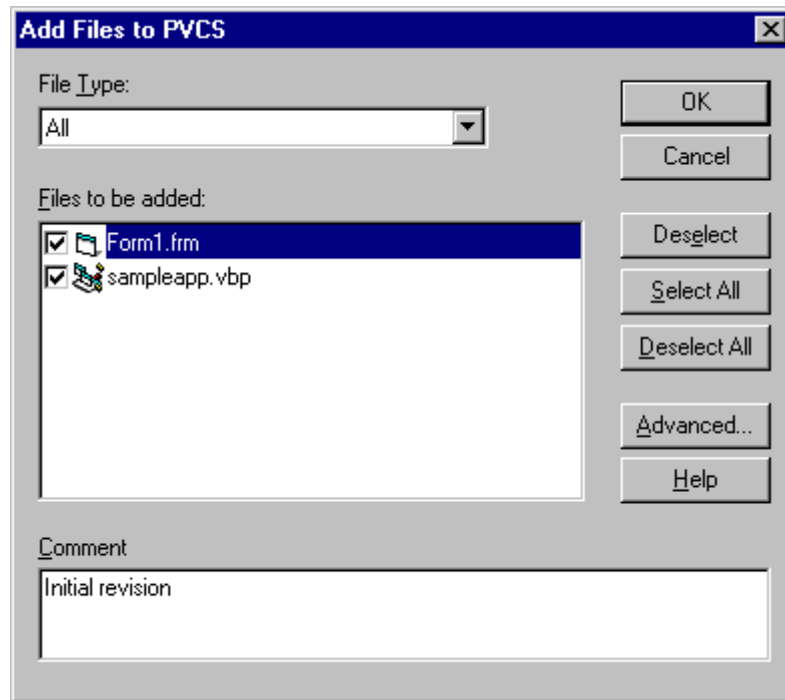 Add Files to PVCS
File Type:
All
OK
Cancel
Files to be added:
Form1.frm
sampleapp.vbp
Deselect
Select All
Deselect All
Advanced...
Help
Comment
Initial revision